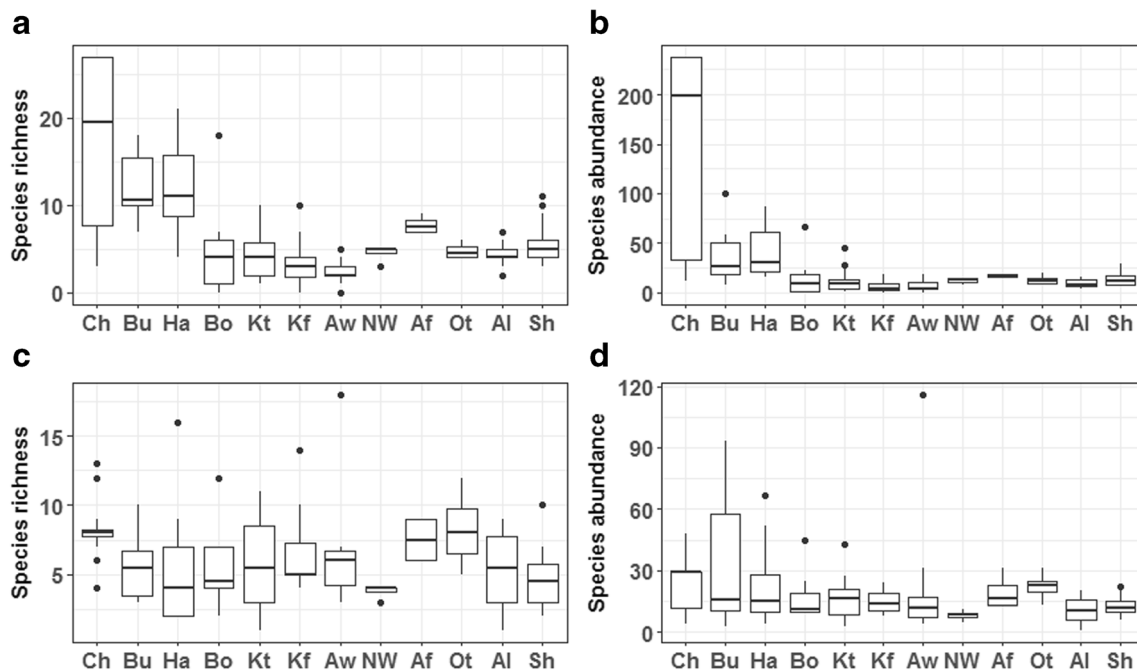 a
Species richness
20
10
0
Ch Bu Ha Bo Kt Kf Aw NW Af Ot Al Sh
b
Species abundance
200
150
100
50
0
Ch Bu Ha Bo Kt Kf Aw NW Af Ot Al Sh
c
Species richness
15
10
5
Ch Bu Ha Bo Kt Kf Aw NW Af Ot Al Sh
d
Species abundance
120
90
60
30
0
Ch Bu Ha Bo Kt Kf Aw NW Af Ot Al Sh